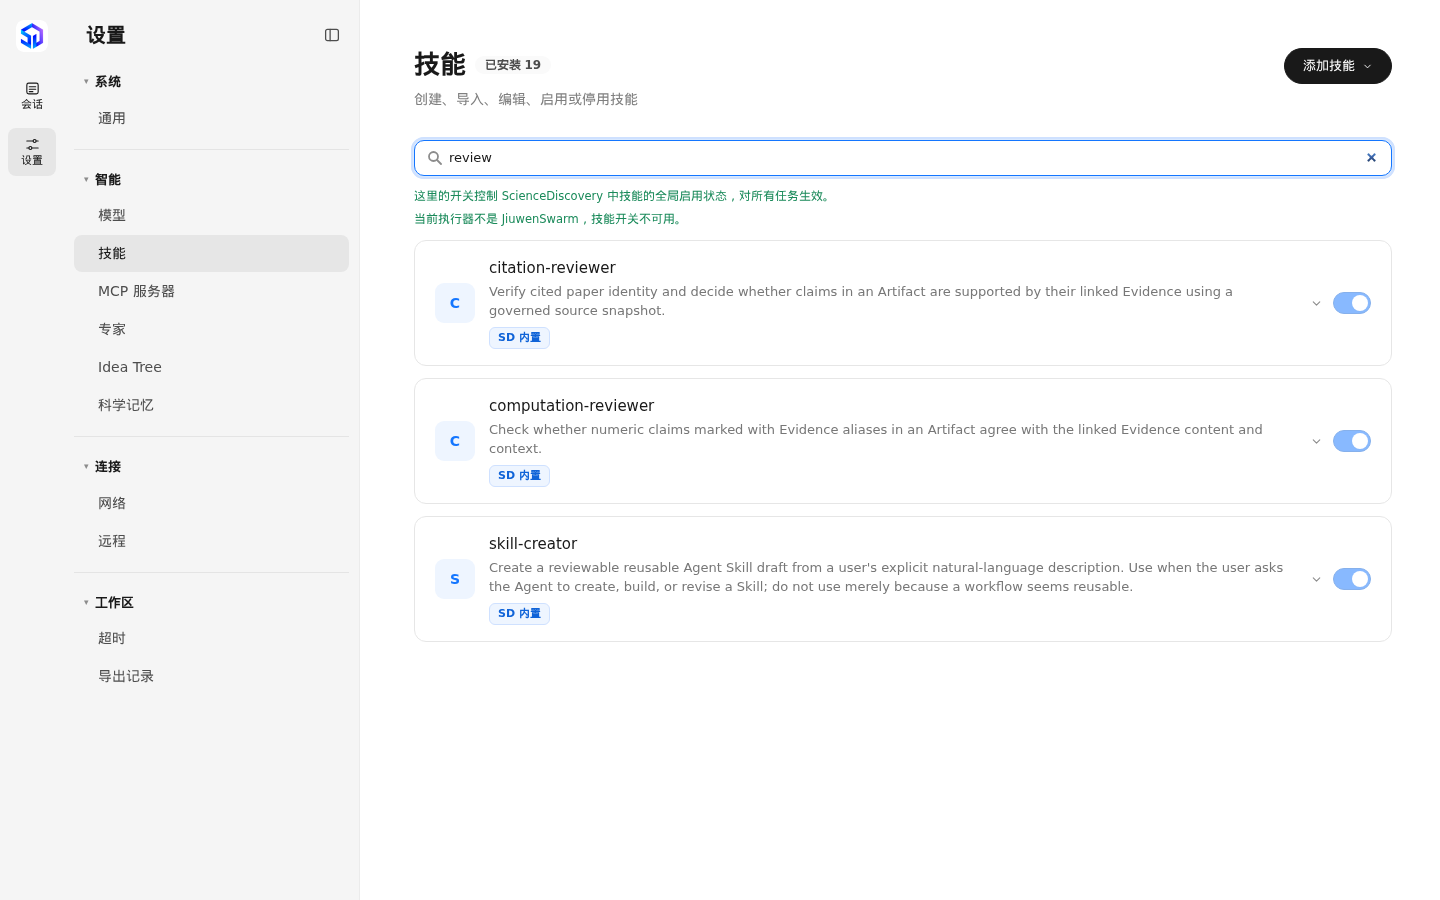 设置
会话
设置
系统
通用
智能
模型
技能
MCP 服务器
专家
Idea Tree
科学记忆
连接
网络
远程
工作区
超时
导出记录
技能
已安装 19
添加技能
创建、导入、编辑、启用或停用技能
review
这里的开关控制 ScienceDiscovery 中技能的全局启用状态，对所有任务生效。
当前执行器不是 JiuwenSwarm，技能开关不可用。
C
citation-reviewer
Verify cited paper identity and decide whether claims in an Artifact are supported by their linked Evidence using a
governed source snapshot.
SD 内置
C
computation-reviewer
Check whether numeric claims marked with Evidence aliases in an Artifact agree with the linked Evidence content and
context.
SD 内置
S
skill-creator
Create a reviewable reusable Agent Skill draft from a user's explicit natural-language description. Use when the user asks
the Agent to create, build, or revise a Skill; do not use merely because a workflow seems reusable.
SD 内置